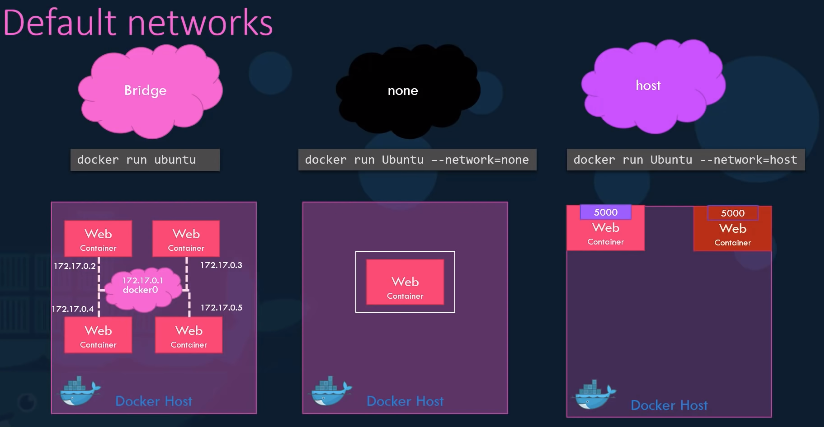 Default networks
Bridge
none
host
docker run ubuntu
docker run Ubuntu --network=none
docker run Ubuntu --network=host
Web
Container
Web
Container
172.17.0.2
172.17.0.3
172.17.0.1
docker0
172.17.0.4
172.17.0.5
Web
Container
Web
Container
Docker Host
Web
Container
Docker Host
5000
Web
Container
5000
Web
Container
Docker Host